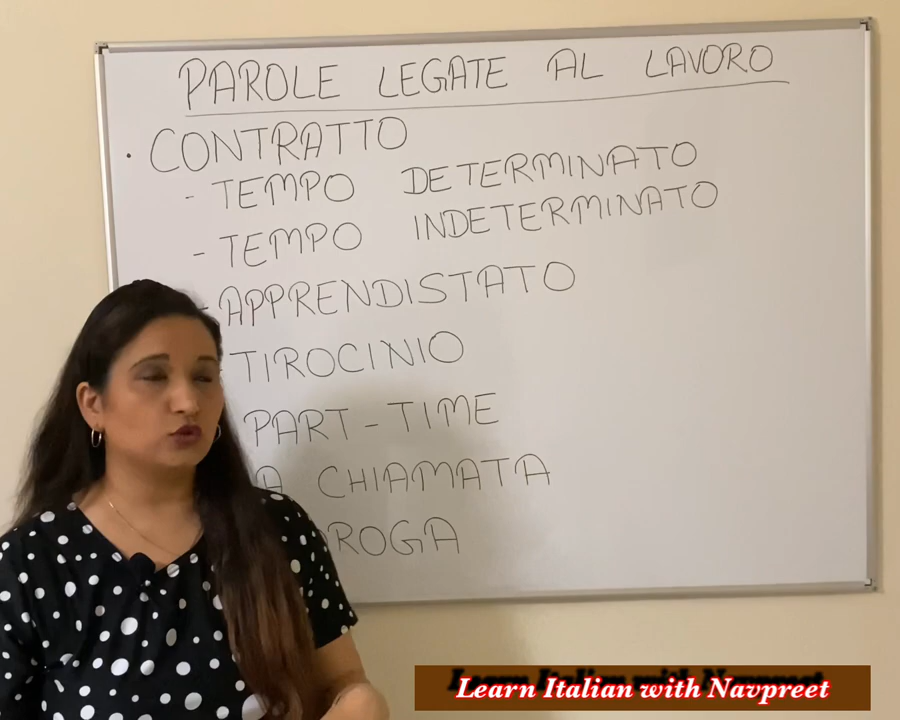 PAROLE LEGATE AL LAVORO
• CONTRATTO
- TEMPO DETERMINATO
- TEMPO INDETERMINATO
- APPRENDISTATO
TIROCINIO
PART-TIME
A CHIAMATA
Learn Italian with Navpreet